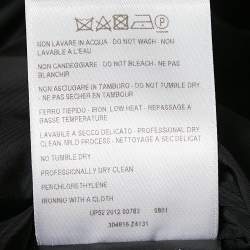 NON LAVARE IN ACQUA - DO NOT WASH - NON
LAVABLE A L'EAU
NON CANDEGGIARE - DO NOT BLEACH - NE PAS
BLANCHIR
NON ASCIUGARE IN TAMBURO - DO NOT TUMBLE DRY
- NE PAS SECHER EN TAMBOUR
FERRO TIEPIDO - IRON, LOW HEAT - REPASSAGE A
BASSE TEMPERATURE
LAVABILE A SECCO DELICATO - PROFESSIONAL DRY
CLEAN, MILD PROCESS - NETTOYAGE A SEC DELICAT
NO TUMBLE DRY
PROFESSIONALLY DRY CLEAN
PERCHLORETHYLENE
IRONING WITH A CLOTH